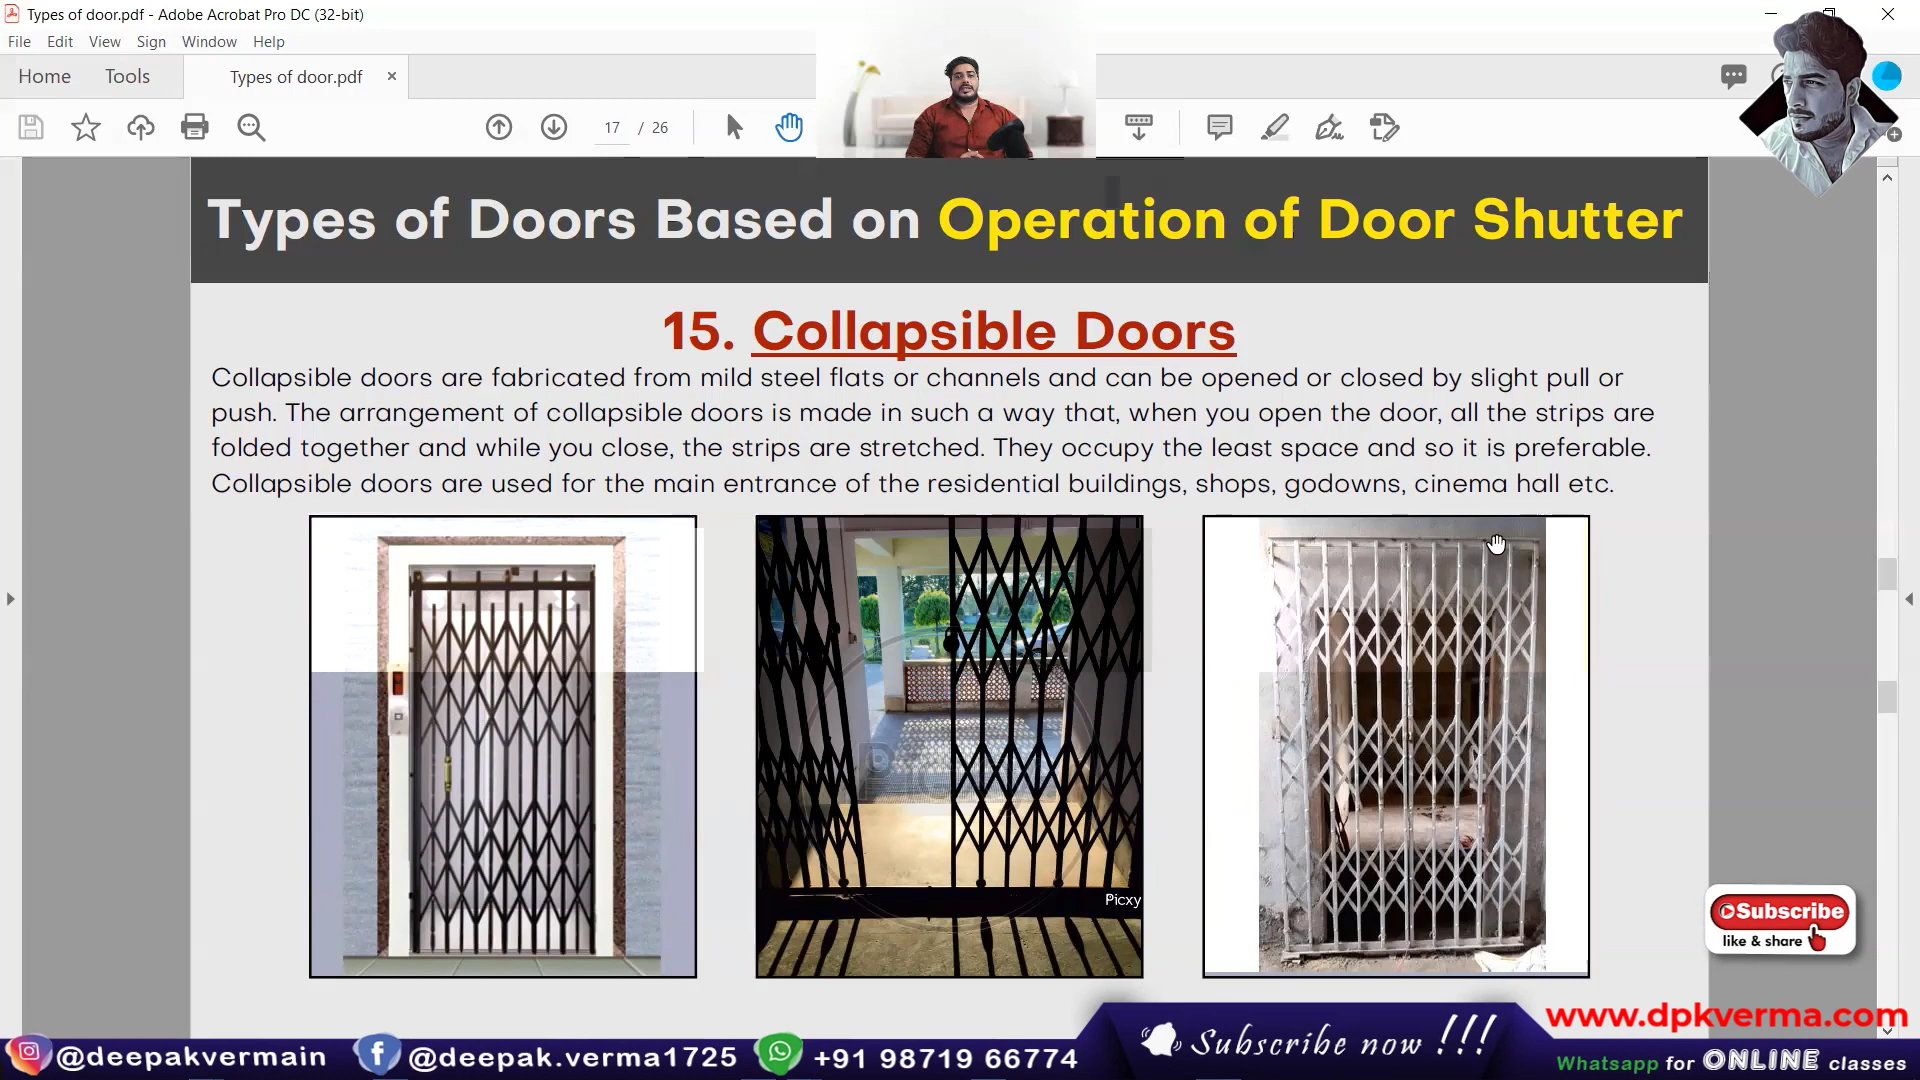 Types of door.pdf - Adobe Acrobat Pro DC (32-bit)
File Edit View Sign Window Help
Home Tools Types of door.pdf ×
17 / 26
Types of Doors Based on Operation of Door Shutter
15. Collapsible Doors
Collapsible doors are fabricated from mild steel flats or channels and can be opened or closed by slight pull or
push. The arrangement of collapsible doors is made in such a way that, when you open the door, all the strips are
folded together and while you close, the strips are stretched. They occupy the least space and so it is preferable.
Collapsible doors are used for the main entrance of the residential buildings, shops, godowns, cinema hall etc.
Picxy
Subscribe
like & share
www.dpkverma.com
@deepakvermain @deepak.verma1725 +91 98719 66774 Subscribe now !!!
Whatsapp for ONLINE classes